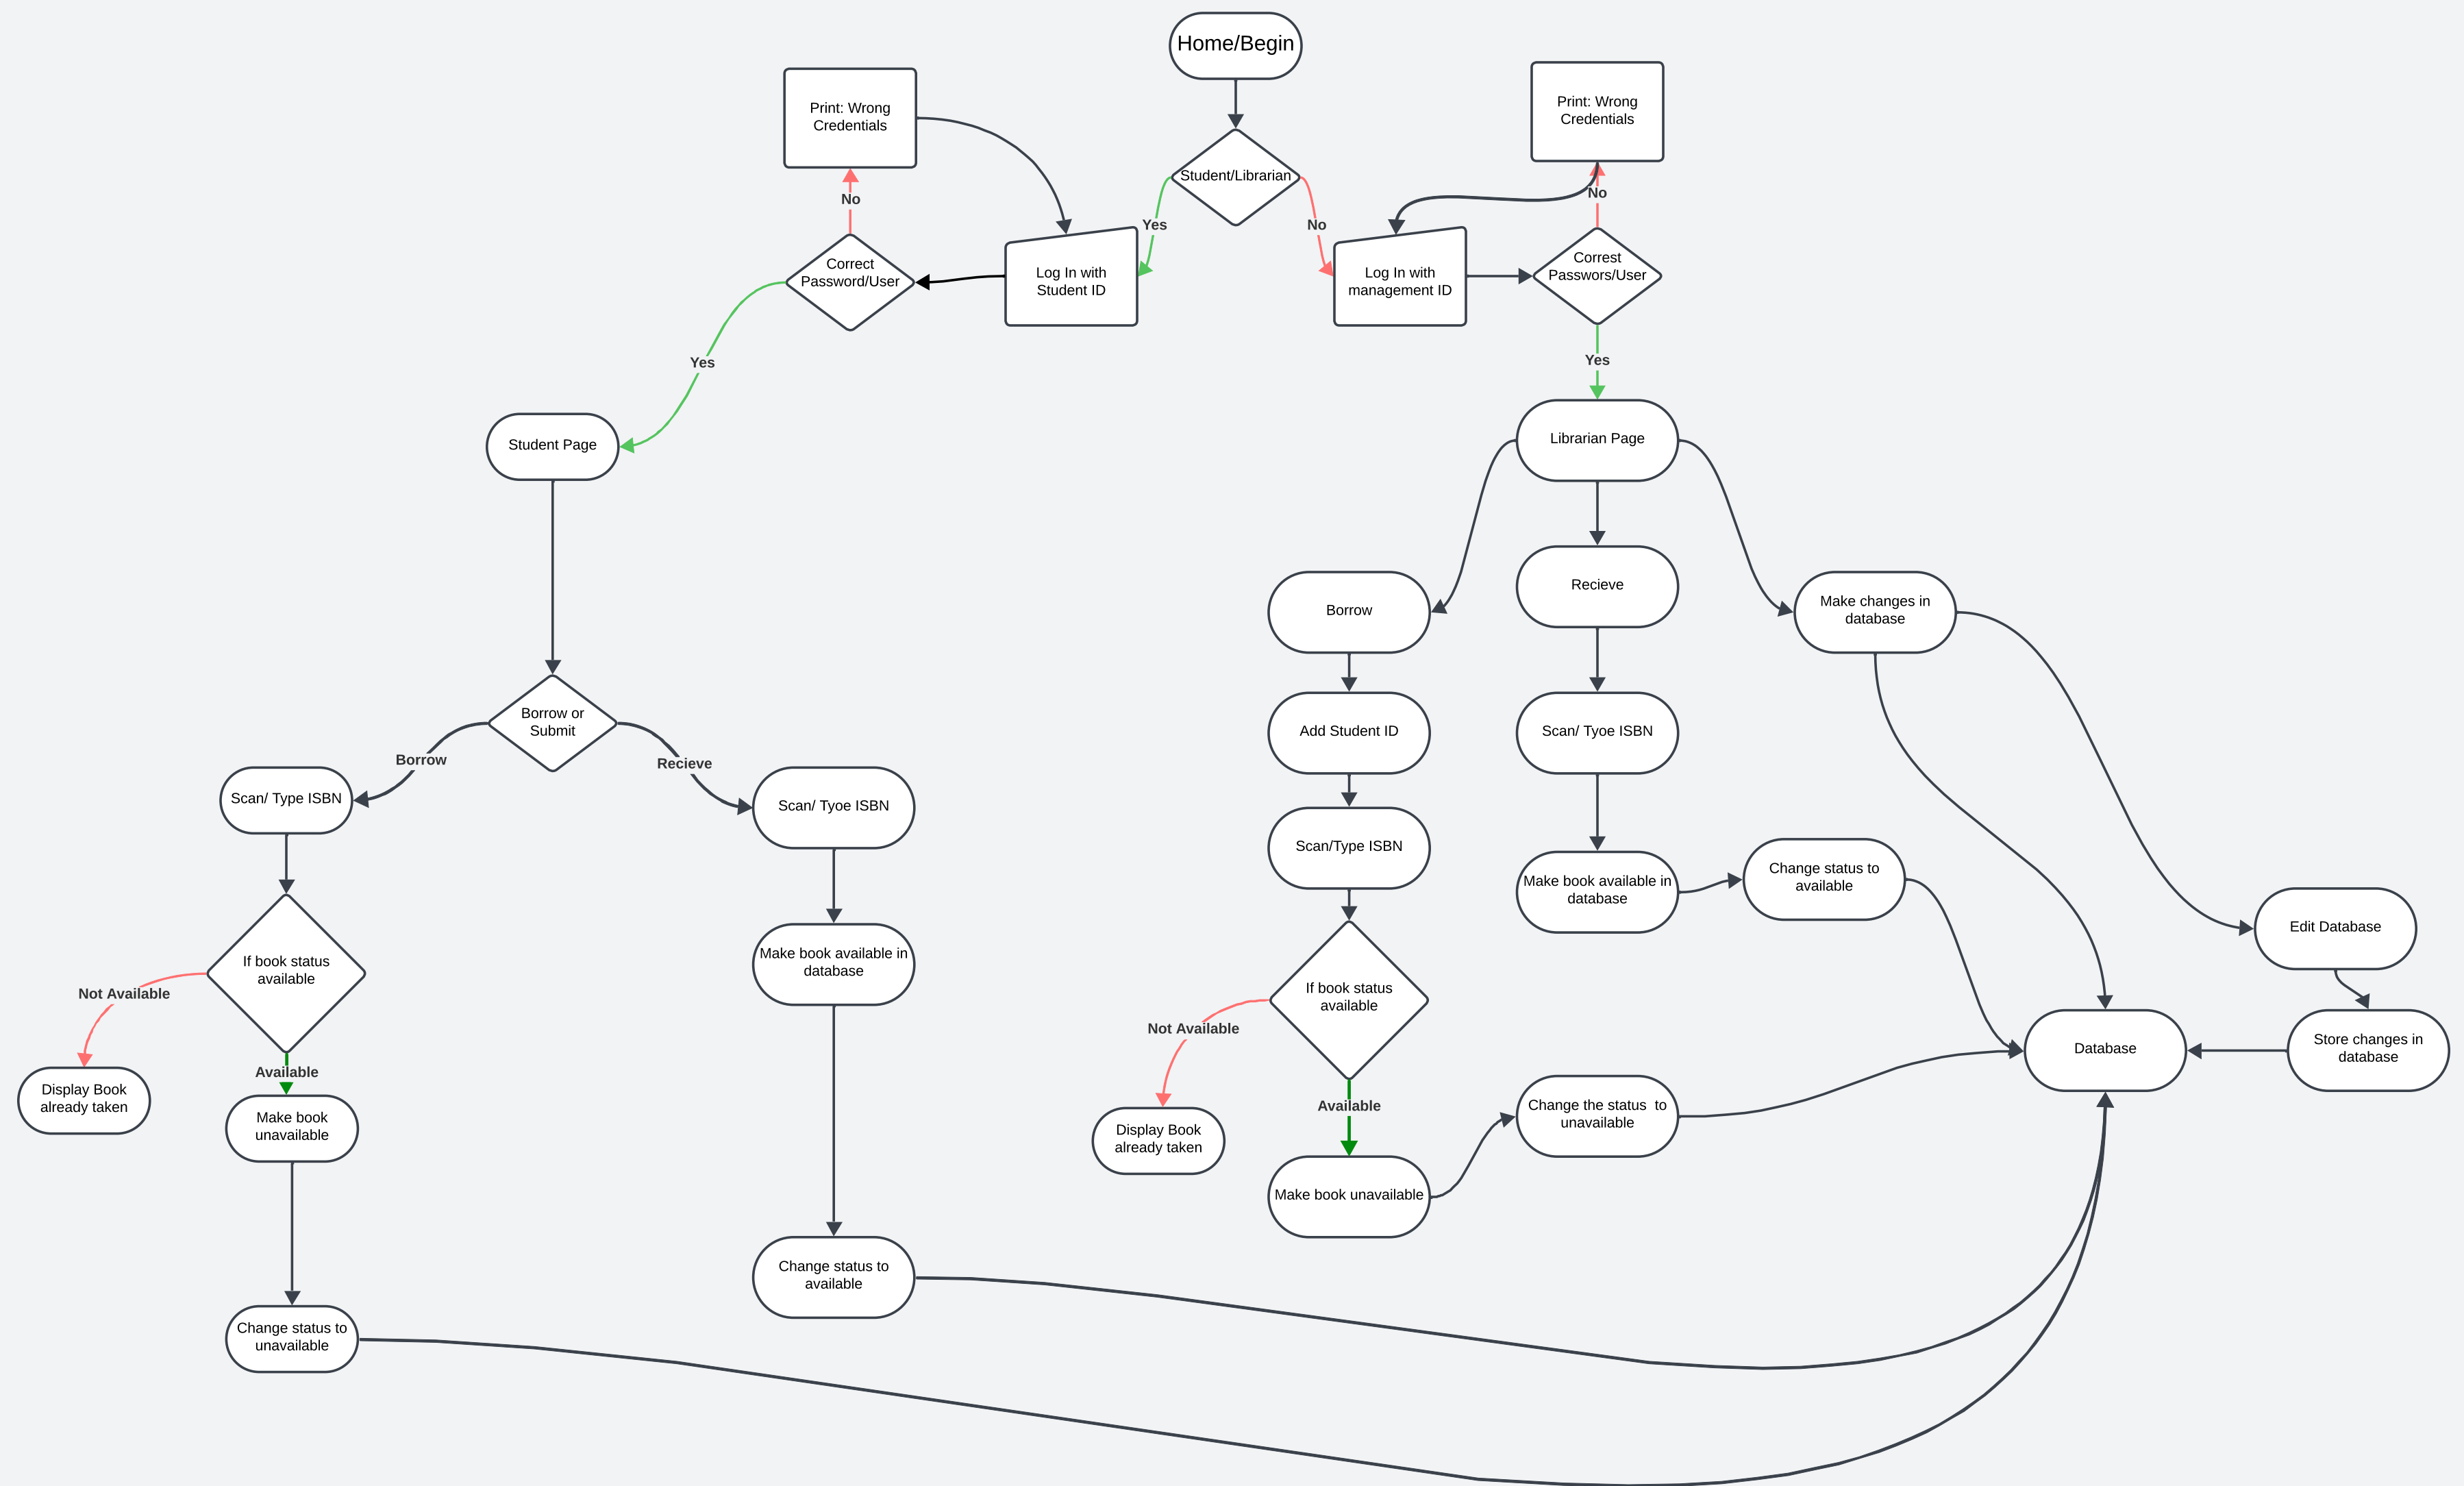 Home/Begin
Print: Wrong
Credentials
Print: Wrong
Credentials
Student/Librarian
No
No
Yes
No
Correct
Password/User
Log In with
Student ID
Log In with
management ID
Correst
Passwors/User
Yes
Yes
Student Page
Librarian Page
Borrow
Recieve
Make changes in
database
Borrow or
Submit
Add Student ID
Scan/ Tyoe ISBN
Borrow
Recieve
Scan/ Type ISBN
Scan/ Tyoe ISBN
Scan/Type ISBN
Make book available in
database
Change status to
available
Edit Database
If book status
available
Make book available in
database
If book status
available
Not Available
Not Available
Database
Store changes in
database
Available
Display Book
already taken
Make book
unavailable
Available
Change the status  to
unavailable
Display Book
already taken
Make book unavailable
Change status to
available
Change status to
unavailable